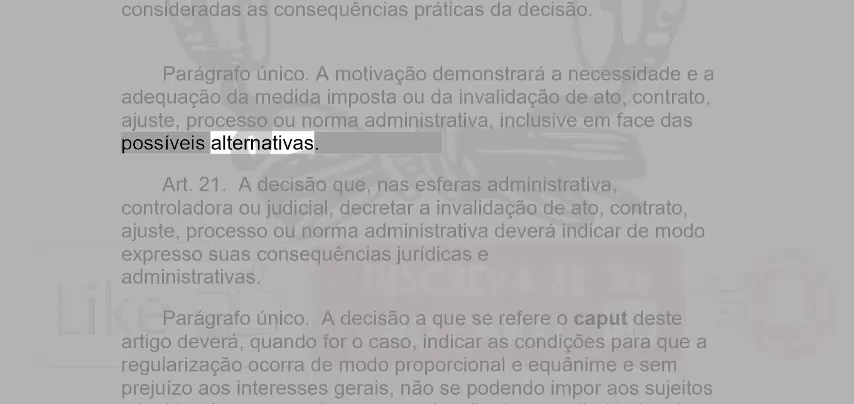 consideradas as consequências práticas da decisão.
Parágrafo único. A motivação demonstrará a necessidade e a
adequação da medida imposta ou da invalidação de ato, contrato,
ajuste, processo ou norma administrativa, inclusive em face das
possíveis alternativas.
Art. 21. A decisão que, nas esferas administrativa,
controladora ou judicial, decretar a invalidação de ato, contrato,
ajuste, processo ou norma administrativa deverá indicar de modo
expresso suas consequências jurídicas e
administrativas.
Like
INSCREVA-SE
Parágrafo único. A decisão a que se refere o caput deste
artigo deverá, quando for o caso, indicar as condições para que a
regularização ocorra de modo proporcional e equânime e sem
prejuízo aos interesses gerais, não se podendo impor aos sujeitos